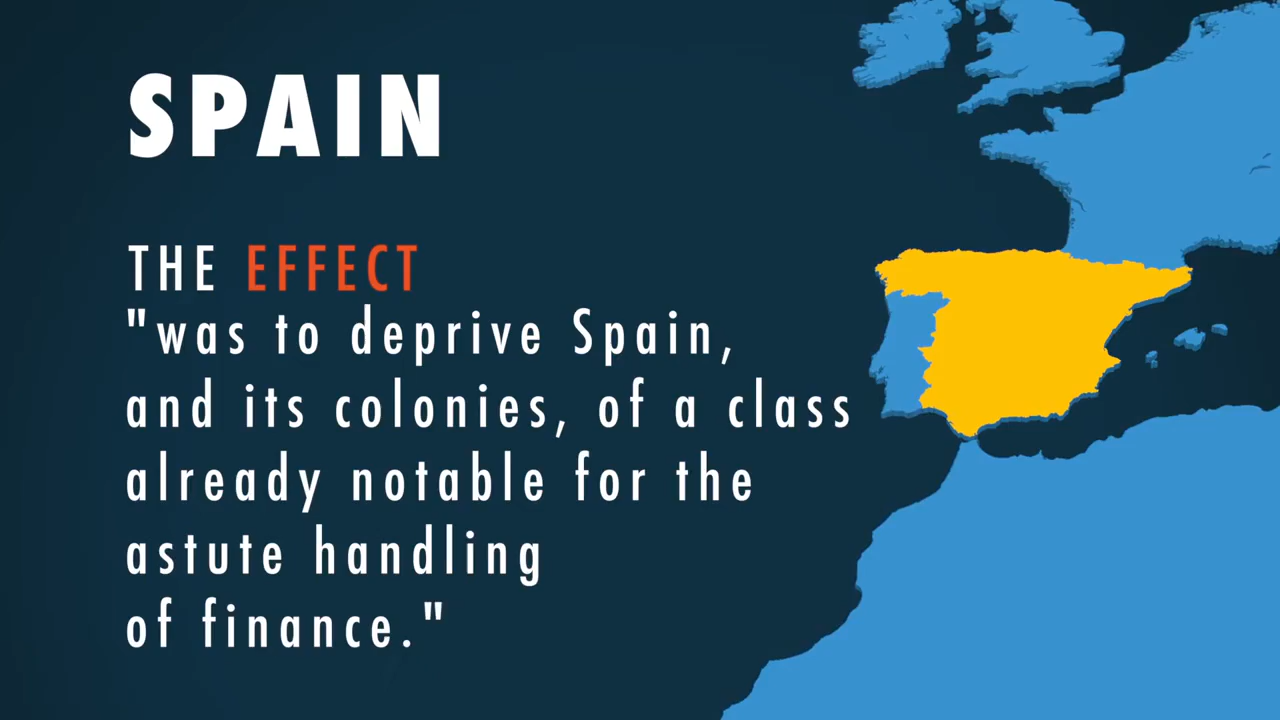 SPAIN
THE EFFECT
"was to deprive Spain,
and its colonies, of a class
already notable for the
astute handling
of finance."